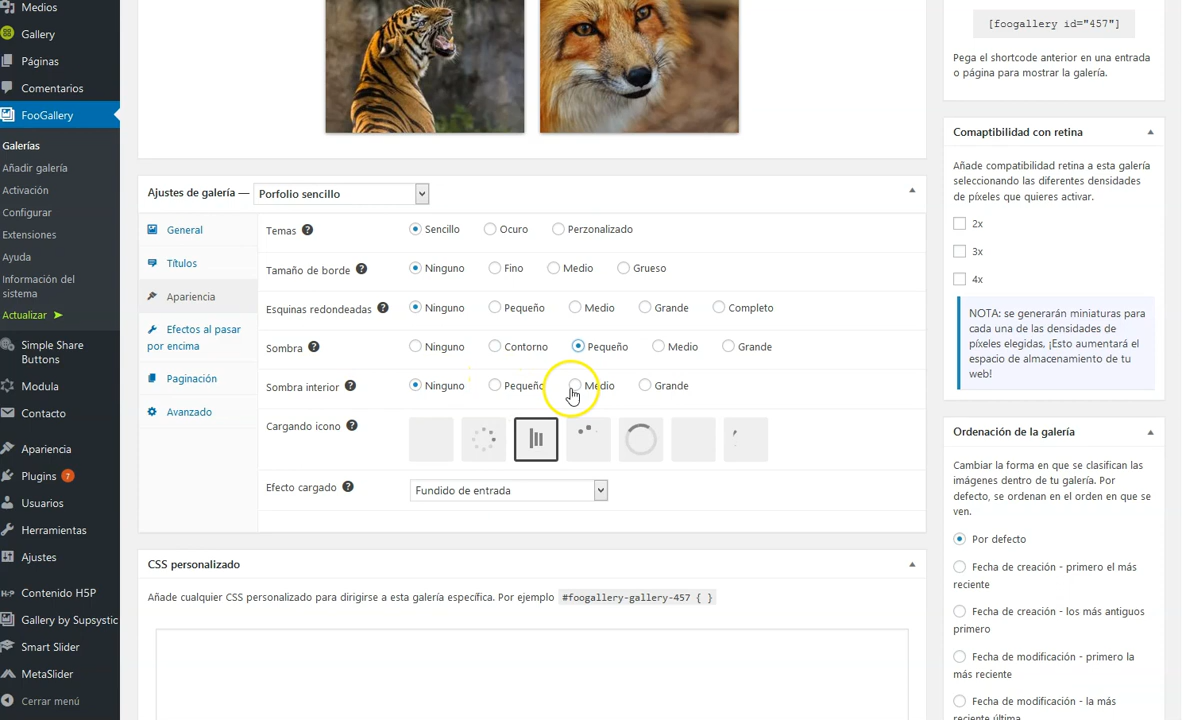 Medios
Gallery
Páginas
Comentarios
FooGallery
Galerías
Añadir galería
Activación
Configurar
Extensiones
Ayuda
Información del
sistema
Actualizar ➤
Simple Share
Buttons
Modula
Contacto
Apariencia
Plugins 7
Usuarios
Herramientas
Ajustes
H-P Contenido H5P
Gallery by Supsystic
Smart Slider
MetaSlider
Cerrar menú
Ajustes de galería — Porfolio sencillo
General
Títulos
Apariencia
Efectos al pasar
por encima
Paginación
Avanzado
Temas ? Sencillo Ocuro Perzonalizado
Tamaño de borde ? Ninguno Fino Medio Grueso
Esquinas redondeadas ? Ninguno Pequeño Medio Grande Completo
Sombra ? Ninguno Contorno Pequeño Medio Grande
Sombra interior ? Ninguno Pequeño Medio Grande
Cargando icono ?
Efecto cargado ? Fundido de entrada
CSS personalizado
Añade cualquier CSS personalizado para dirigirse a esta galería específica. Por ejemplo #foogallery-gallery-457 { }
[foogallery id="457"]
Pega el shortcode anterior en una entrada
o página para mostrar la galería.
Comaptibilidad con retina
Añade compatibilidad retina a esta galería
seleccionando las diferentes densidades
de píxeles que quieres activar.
2x
3x
4x
NOTA: se generarán miniaturas para
cada una de las densidades de
píxeles elegidas, ¡Esto aumentará el
espacio de almacenamiento de tu
web!
Ordenación de la galería
Cambiar la forma en que se clasifican las
imágenes dentro de tu galería. Por
defecto, se ordenan en el orden en que se
ven.
Por defecto
Fecha de creación - primero el más
reciente
Fecha de creación - los más antiguos
primero
Fecha de modificación - primero la
más reciente
Fecha de modificación - la más
reciente última